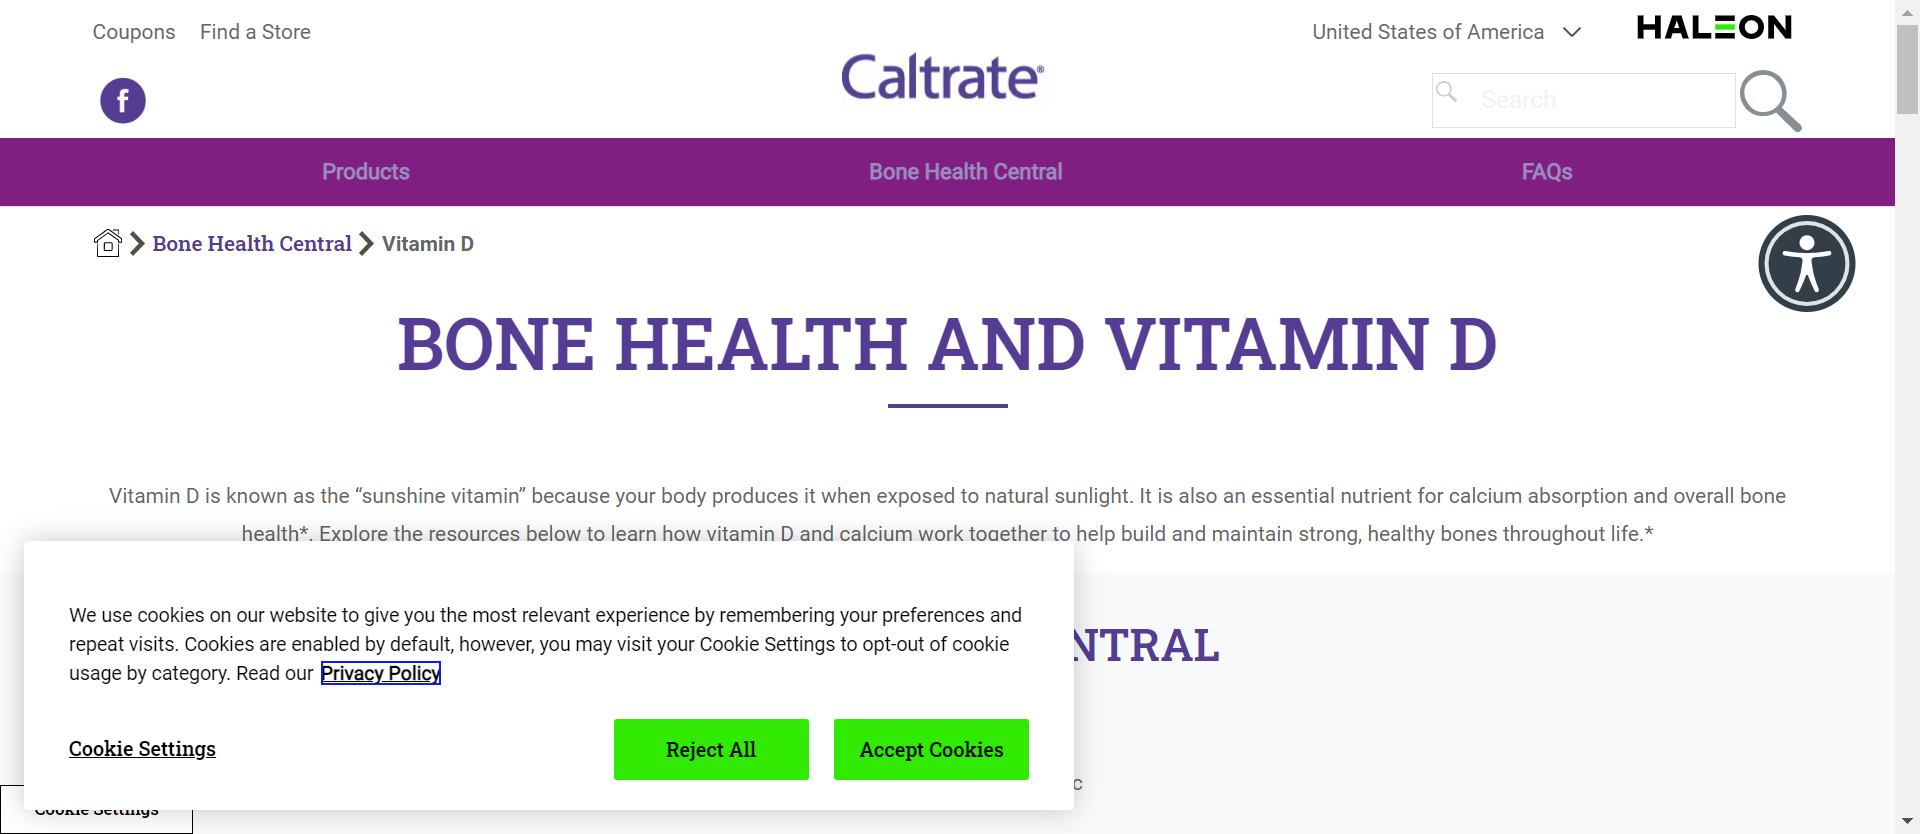 Coupons Find a Store
United States of America
HALEON
f
Caltrate®
Search
Products Bone Health Central FAQs
Bone Health Central Vitamin D
BONE HEALTH AND VITAMIN D
Vitamin D is known as the “sunshine vitamin” because your body produces it when exposed to natural sunlight. It is also an essential nutrient for calcium absorption and overall bone
health*. Explore the resources below to learn how vitamin D and calcium work together to help build and maintain strong, healthy bones throughout life.*
NTRAL
We use cookies on our website to give you the most relevant experience by remembering your preferences and
repeat visits. Cookies are enabled by default, however, you may visit your Cookie Settings to opt-out of cookie
usage by category. Read our Privacy Policy
Cookie Settings Reject All Accept Cookies
c
Cookie Settings